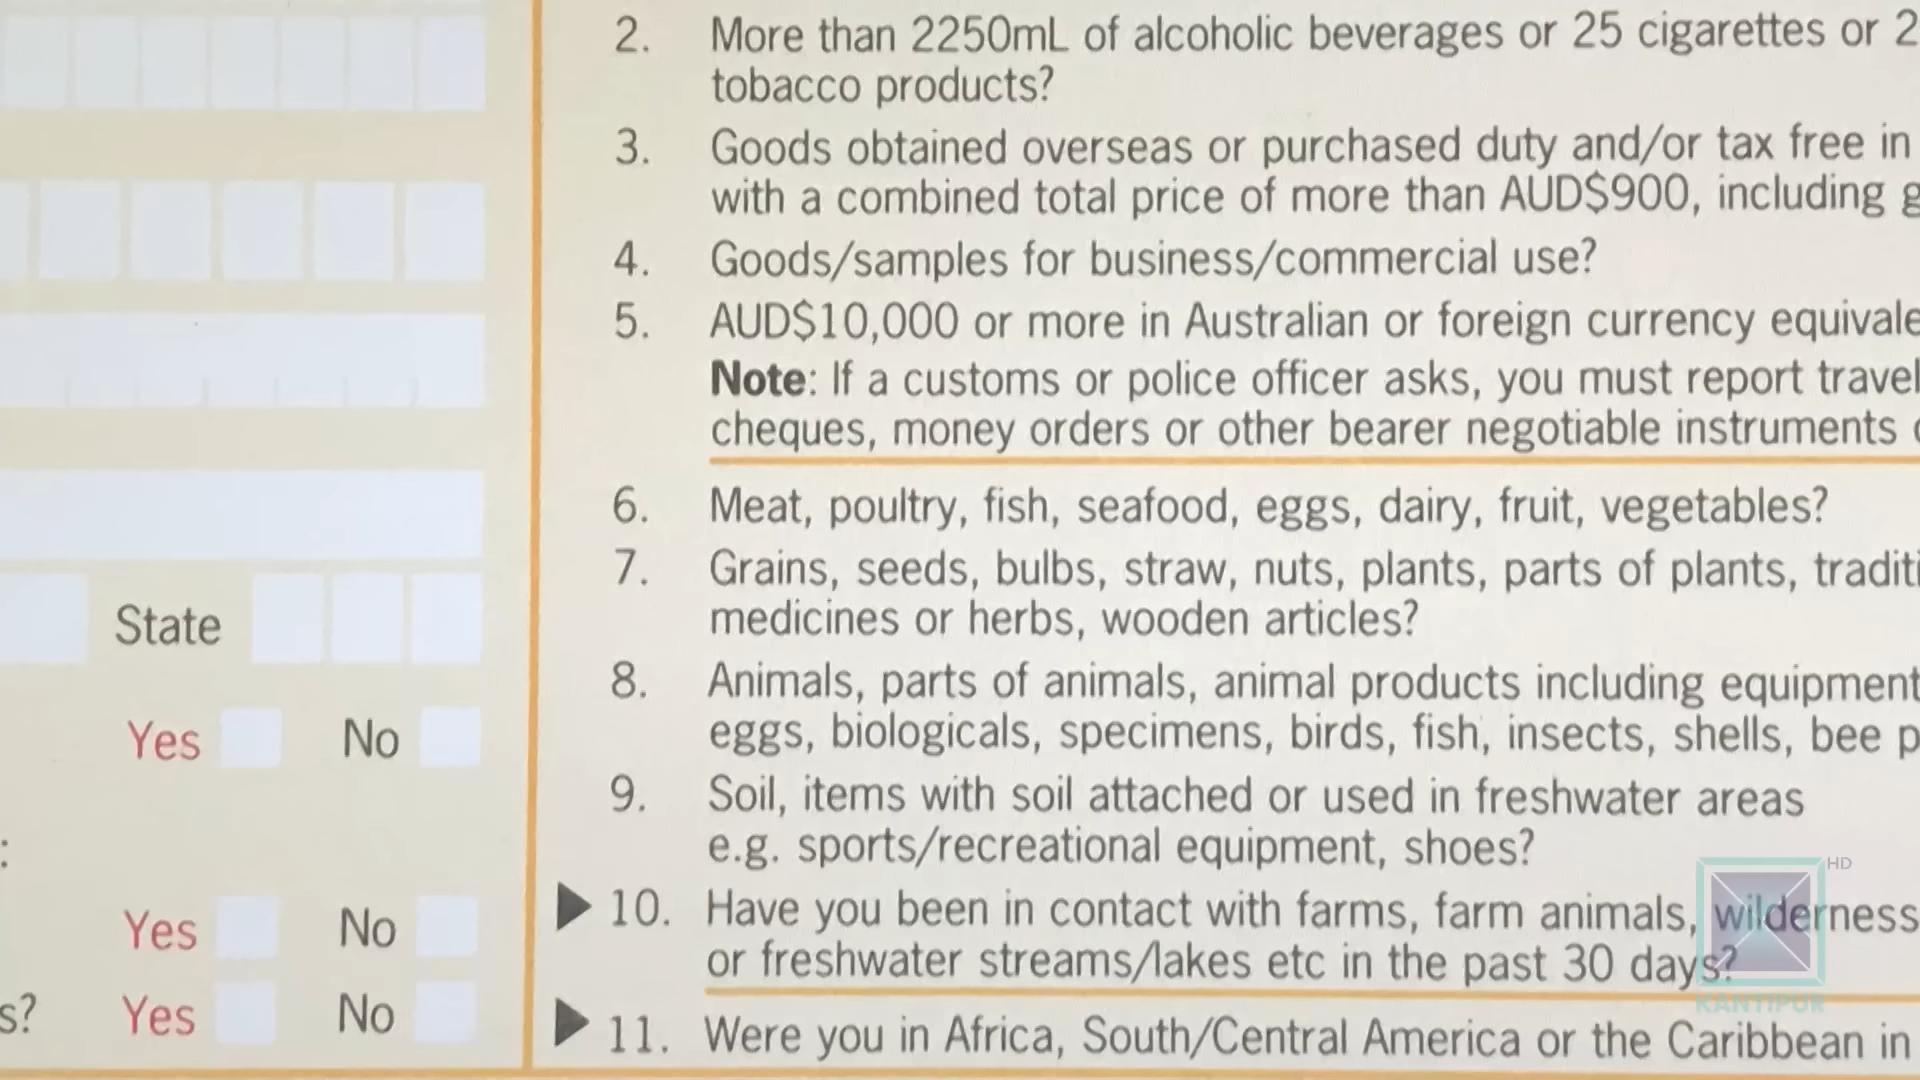 2. More than 2250mL of alcoholic beverages or 25 cigarettes or 2
tobacco products?
3. Goods obtained overseas or purchased duty and/or tax free in
with a combined total price of more than AUD$900, including g
4. Goods/samples for business/commercial use?
5. AUD$10,000 or more in Australian or foreign currency equivale
Note: If a customs or police officer asks, you must report travel
cheques, money orders or other bearer negotiable instruments
6. Meat, poultry, fish, seafood, eggs, dairy, fruit, vegetables?
7. Grains, seeds, bulbs, straw, nuts, plants, parts of plants, traditi
medicines or herbs, wooden articles?
State
8. Animals, parts of animals, animal products including equipment
eggs, biologicals, specimens, birds, fish, insects, shells, bee p
Yes No
9. Soil, items with soil attached or used in freshwater areas
e.g. sports/recreational equipment, shoes?
:
HD
10. Have you been in contact with farms, farm animals, wilderness
or freshwater streams/lakes etc in the past 30 days?
Yes No
KANTIPUR
s? Yes No
11. Were you in Africa, South/Central America or the Caribbean in